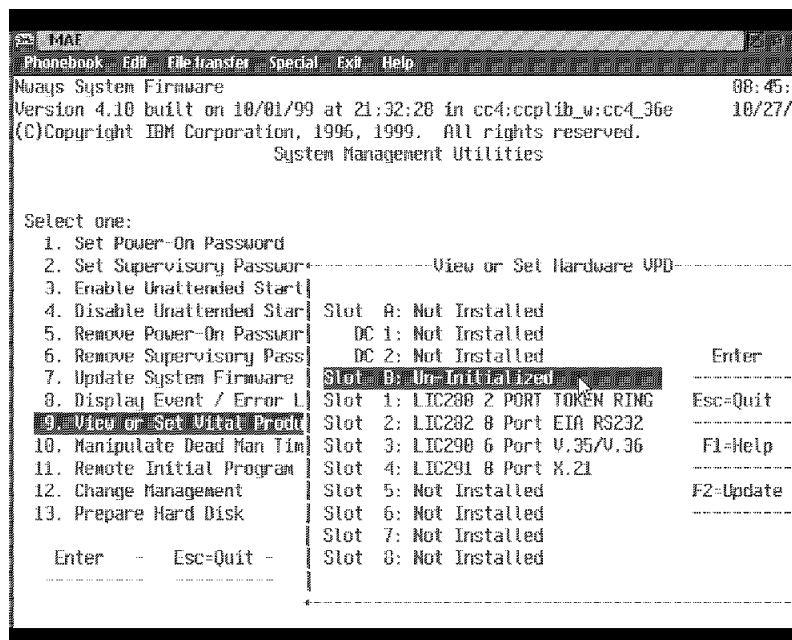 MAE
Phonebook Edit File transfer Special Exit Help
Nways System Firmware 08:45:
Version 4.10 built on 10/01/99 at 21:32:28 in cc4:ccplib_w:cc4_36e 10/27/
(C)Copyright IBM Corporation, 1996, 1999. All rights reserved.
System Management Utilities
Select one:
1. Set Power-On Password
2. Set Supervisory Passwor
3. Enable Unattended Start
4. Disable Unattended Star
5. Remove Power-On Passwor
6. Remove Supervisory Pass
7. Update System Firmware
8. Display Event / Error L
9. View or Set Vital Produ
10. Manipulate Dead Man Tim
11. Remote Initial Program
12. Change Management
13. Prepare Hard Disk
Enter - Esc=Quit -
View or Set Hardware VPD
Slot A: Not Installed
DC 1: Not Installed
DC 2: Not Installed
Slot B: Un-Initialized
Slot 1: LIC280 2 PORT TOKEN RING
Slot 2: LIC282 8 Port EIA RS232
Slot 3: LIC290 6 Port V.35/V.36
Slot 4: LIC291 8 Port X.21
Slot 5: Not Installed
Slot 6: Not Installed
Slot 7: Not Installed
Slot 8: Not Installed
Enter
Esc=Quit
F1=Help
F2=Update